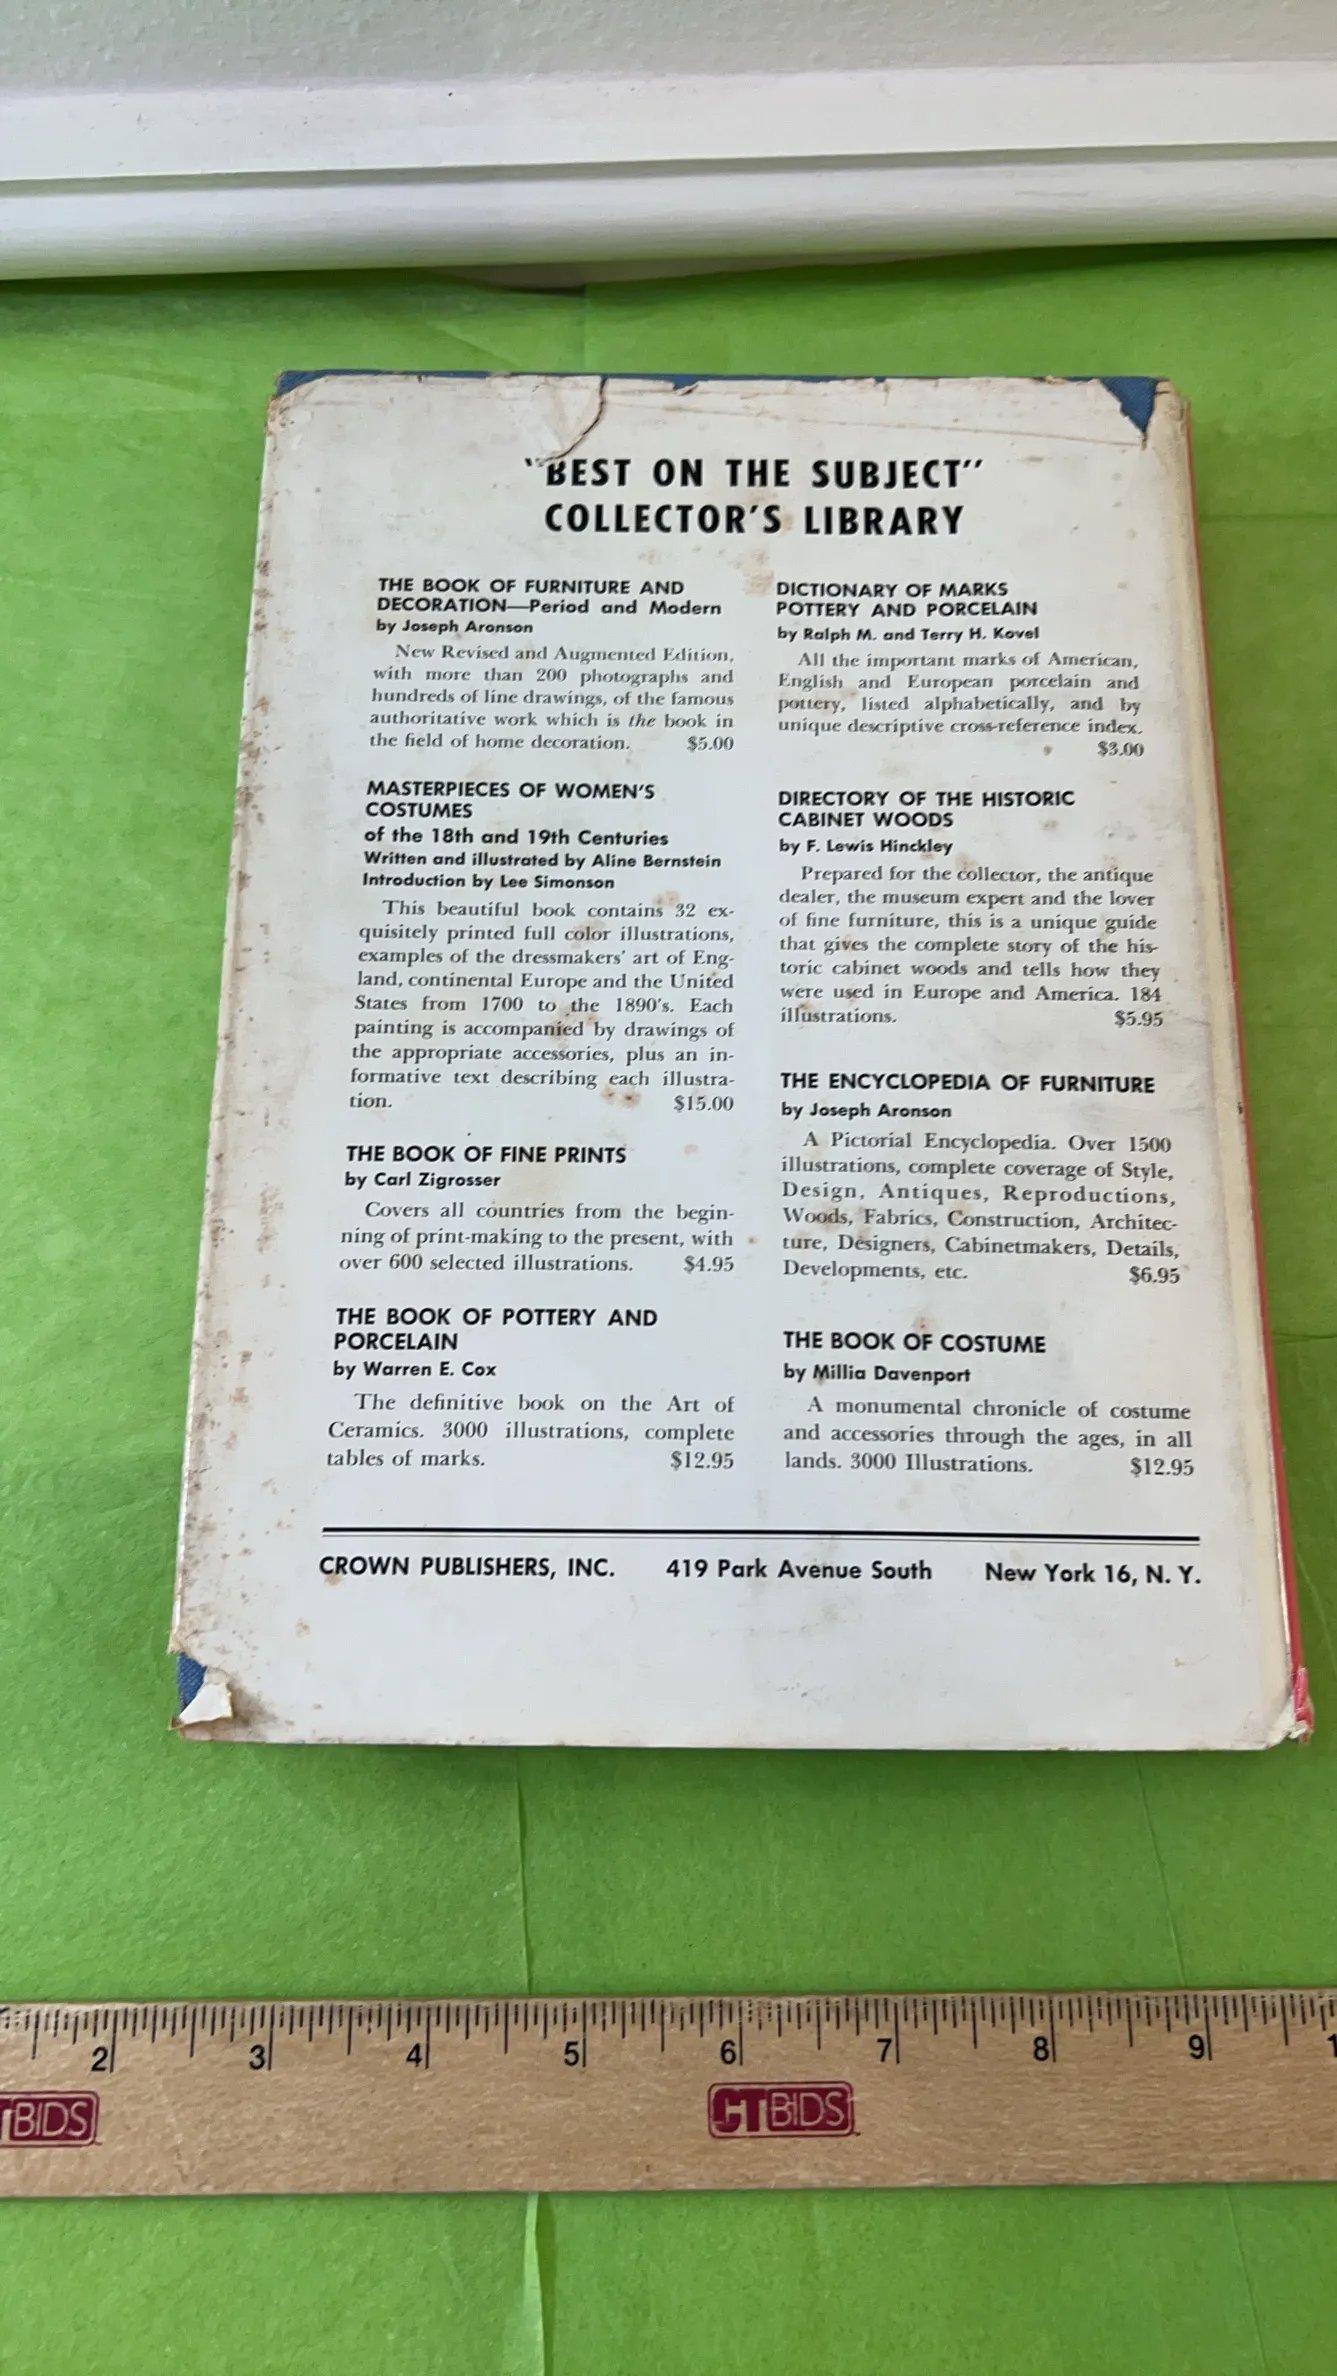 "BEST ON THE SUBJECT"
COLLECTOR'S LIBRARY
THE BOOK OF FURNITURE AND
DECORATION—Period and Modern
by Joseph Aronson
New Revised and Augmented Edition,
with more than 200 photographs and
hundreds of line drawings, of the famous
authoritative work which is the book in
the field of home decoration. $5.00
MASTERPIECES OF WOMEN'S
COSTUMES
of the 18th and 19th Centuries
Written and illustrated by Aline Bernstein
Introduction by Lee Simonson
This beautiful book contains 32 ex-
quisitely printed full color illustrations,
examples of the dressmakers' art of Eng-
land, continental Europe and the United
States from 1700 to the 1890's. Each
painting is accompanied by drawings of
the appropriate accessories, plus an in-
formative text describing each illustra-
tion. $15.00
THE BOOK OF FINE PRINTS
by Carl Zigrosser
Covers all countries from the begin-
ning of print-making to the present, with
over 600 selected illustrations. $4.95
THE BOOK OF POTTERY AND
PORCELAIN
by Warren E. Cox
The definitive book on the Art of
Ceramics. 3000 illustrations, complete
tables of marks. $12.95
DICTIONARY OF MARKS
POTTERY AND PORCELAIN
by Ralph M. and Terry H. Kovel
All the important marks of American,
English and European porcelain and
pottery, listed alphabetically, and by
unique descriptive cross-reference index.
$3.00
DIRECTORY OF THE HISTORIC
CABINET WOODS
by F. Lewis Hinckley
Prepared for the collector, the antique
dealer, the museum expert and the lover
of fine furniture, this is a unique guide
that gives the complete story of the his-
toric cabinet woods and tells how they
were used in Europe and America. 184
illustrations. $5.95
THE ENCYCLOPEDIA OF FURNITURE
by Joseph Aronson
A Pictorial Encyclopedia. Over 1500
illustrations, complete coverage of Style,
Design, Antiques, Reproductions,
Woods, Fabrics, Construction, Architec-
ture, Designers, Cabinetmakers, Details,
Developments, etc. $6.95
THE BOOK OF COSTUME
by Millia Davenport
A monumental chronicle of costume
and accessories through the ages, in all
lands. 3000 Illustrations. $12.95
CROWN PUBLISHERS, INC. 419 Park Avenue South New York 16, N. Y.
2 3 4 5 6 7 8 9 1
TBIDS CTBIDS